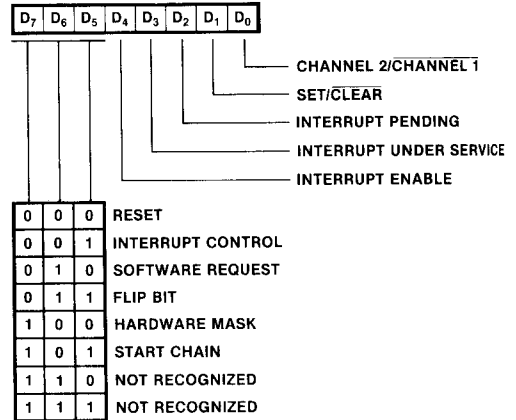 D7 D6 D5 D4 D3 D2 D1 D0
CHANNEL 2/CHANNEL 1
SET/CLEAR
INTERRUPT PENDING
INTERRUPT UNDER SERVICE
INTERRUPT ENABLE
0 0 0 RESET
0 0 1 INTERRUPT CONTROL
0 1 0 SOFTWARE REQUEST
0 1 1 FLIP BIT
1 0 0 HARDWARE MASK
1 0 1 START CHAIN
1 1 0 NOT RECOGNIZED
1 1 1 NOT RECOGNIZED